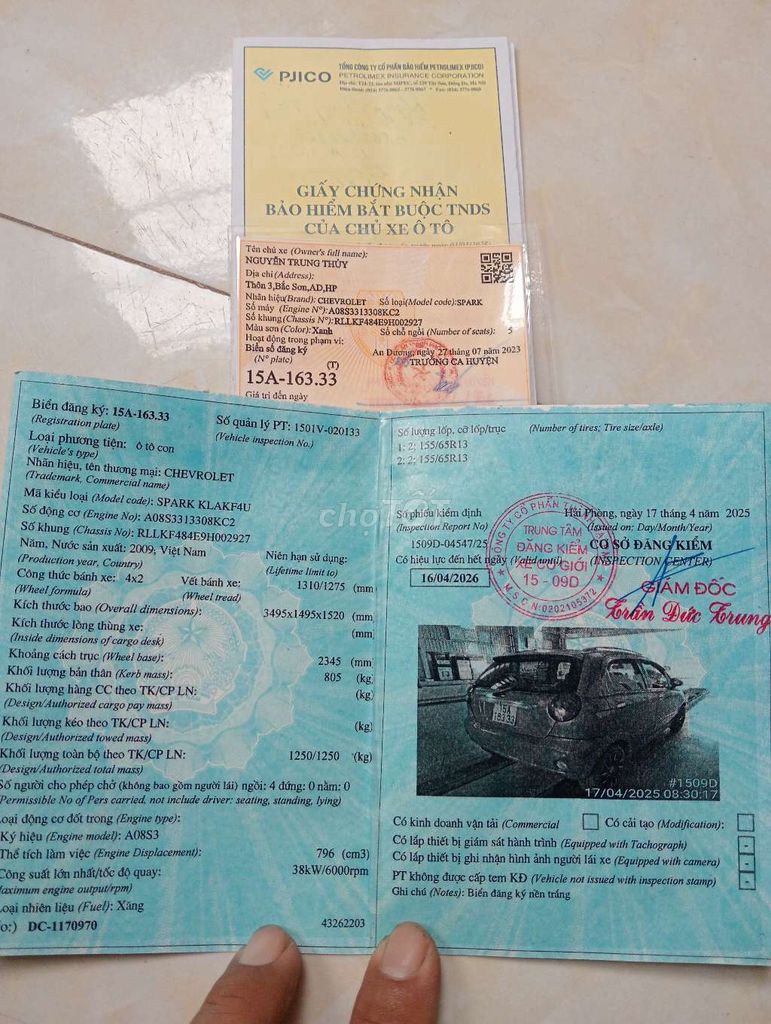 PJICO
TỔNG CÔNG TY CỔ PHẦN BẢO HIỂM PETROLIMEX (PJICO)
PETROLIMEX INSURANCE CORPORATION
GIẤY CHỨNG NHẬN
BẢO HIỂM BẮT BUỘC TNDS
CỦA CHỦ XE Ô TÔ
Tên chủ xe (Owner's full name):
NGUYỄN TRUNG THỦY
Địa chỉ (Address):
Thôn 3,Bắc Sơn,AD,HP
Nhãn hiệu(Brand): CHEVROLET Số loại(Model code):SPARK
Số máy (Engine N°): A08S3313308KC2
Số khung(Chassis N°):RLLKF484E9H002927
Màu sơn (Color): Xanh Số chỗ ngồi (Number of seats): 5
Hoạt động trong phạm vi:
Biển số đăng ký An Dương, ngày 27 tháng 07 năm 2023
(N° plate) TRƯỞNG CA HUYỆN
(T)
15A-163.33
Giá trị đến ngày
Biển đăng ký: 15A-163.33
(Registration plate)
Số quản lý PT: 1501V-020133
(Vehicle inspection No.)
Loại phương tiện: ô tô con
(Vehicle's type)
Nhãn hiệu, tên thương mại: CHEVROLET
(Trademark, Commercial name)
Mã kiểu loại (Model code): SPARK KLAKF4U
Số động cơ (Engine No): A08S3313308KC2
Số khung (Chassis No): RLLKF484E9H002927
Năm, Nước sản xuất: 2009, Việt Nam Niên hạn sử dụng:
(Production year, Country) (Lifetime limit to)
Công thức bánh xe: 4x2 Vết bánh xe: 1310/1275 (mm
(Wheel formula) (Wheel tread)
Kích thước bao (Overall dimensions): 3495x1495x1520 (mm)
Kích thước lòng thùng xe: (mm)
(Inside dimensions of cargo desk)
Khoảng cách trục (Wheel base): 2345 (mm)
Khối lượng bản thân (Kerb mass): 805 (kg)
Khối lượng hàng CC theo TK/CP LN: (kg)
(Design/Authorized cargo pay mass)
Khối lượng kéo theo TK/CP LN: (kg)
(Design/Authorized towed mass)
Khối lượng toàn bộ theo TK/CP LN: 1250/1250 (kg)
(Design/Authorized total mass)
Số người cho phép chở (không bao gồm người lái) ngồi: 4 đứng: 0 nằm: 0
Permissible No of Pers carried, not include driver: seating, standing, lying)
oại động cơ đốt trong (Engine type):
Ký hiệu (Engine model): A08S3
Thể tích làm việc (Engine Displacement): 796 (cm3)
Công suất lớn nhất/tốc độ quay: 38kW/6000rpm
aximum engine output/rpm)
oại nhiên liệu (Fuel): Xăng
o:) DC-1170970 43262203
Số lượng lốp, cỡ lốp/trục (Number of tires; Tire size/axle)
1: 2; 155/65R13
2: 2; 155/65R13
Số phiếu kiểm định Hải Phòng, ngày 17 tháng 4 năm 2025
(Inspection Report No) (Issued on: Day/Month/Year)
1509D-04547/25 CƠ SỞ ĐĂNG KIỂM
Có hiệu lực đến hết ngày (Valid until) (INSPECTION CENTER)
16/04/2026
TRUNG TÂM
ĐĂNG KIỂM
XE CƠ GIỚI
15 - 09D
M.S.C.N:0202105372
GIÁM ĐỐC
Trần Đức Trung
chợTỐT
15A
163.33
#1509D
17/04/2025 08:30:17
Có kinh doanh vận tải (Commercial Có cải tạo (Modification):
Có lắp thiết bị giám sát hành trình (Equipped with Tachograph)
Có lắp thiết bị ghi nhận hình ảnh người lái xe (Equipped with camera)
PT không được cấp tem KĐ (Vehicle not issued with inspection stamp)
Ghi chú (Notes): Biển đăng ký nền trắng